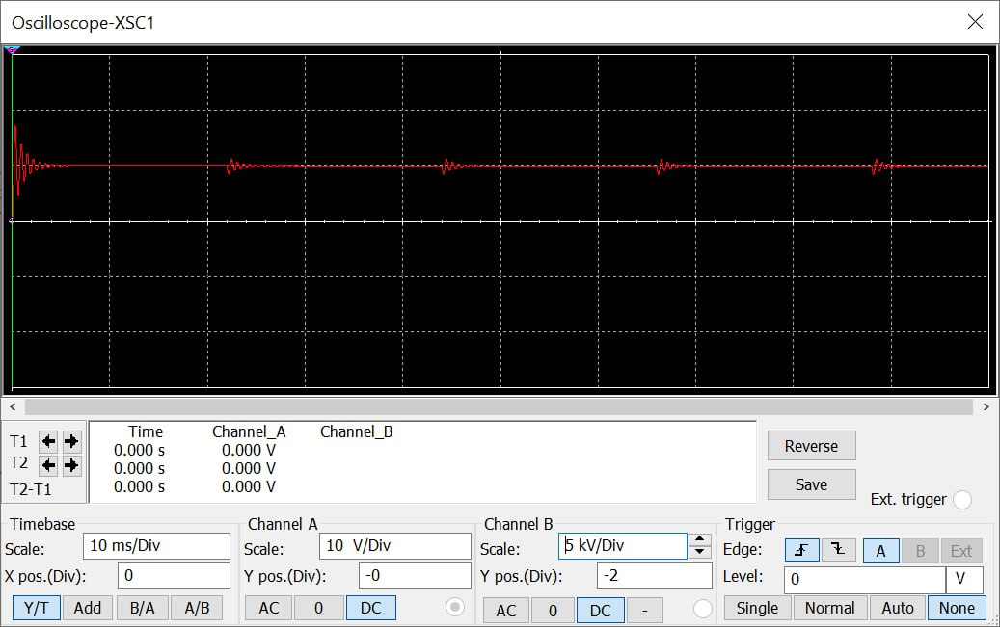 Oscilloscope-XSC1
Time Channel_A Channel_B
T1 0.000 s 0.000 V
T2 0.000 s 0.000 V
T2-T1 0.000 s 0.000 V
Reverse
Save
Ext. trigger
Timebase
Scale: 10 ms/Div
X pos.(Div): 0
Y/T Add B/A A/B
Channel A
Scale: 10 V/Div
Y pos.(Div): -0
AC 0 DC
Channel B
Scale: 5 kV/Div
Y pos.(Div): -2
AC 0 DC -
Trigger
Edge: A B Ext
Level: 0 V
Single Normal Auto None